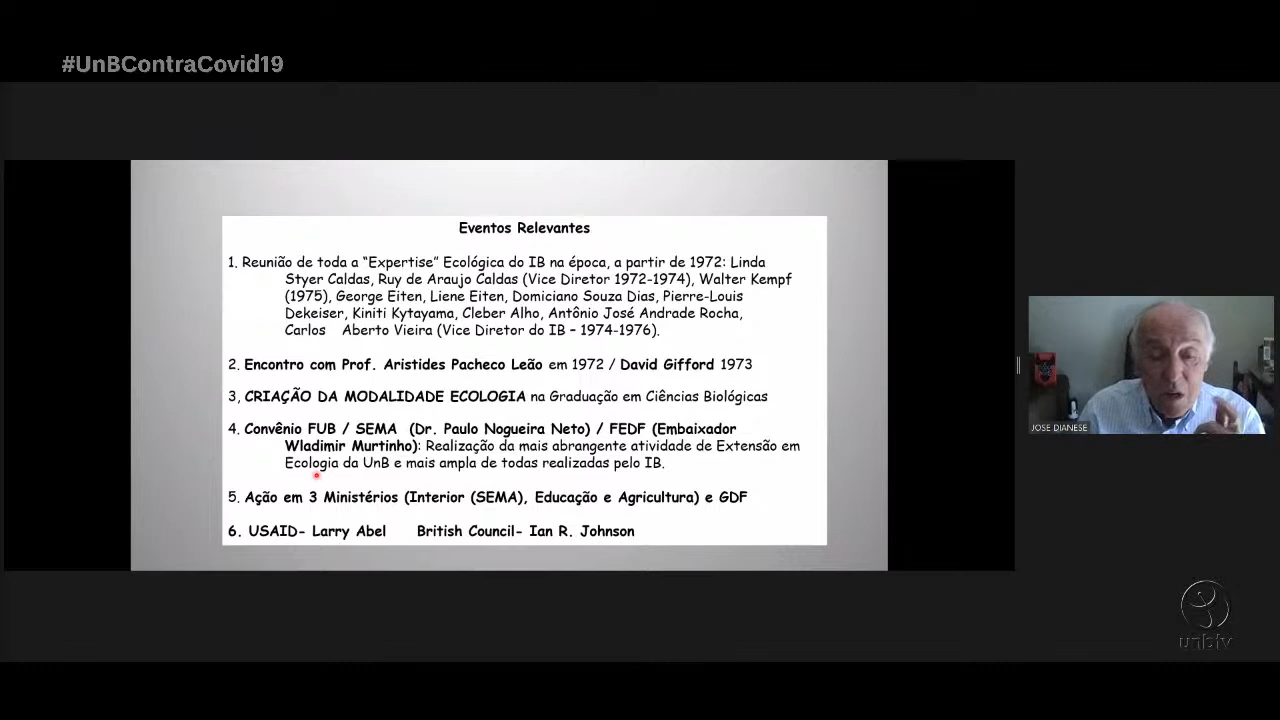 #UnBContraCovid19
Eventos Relevantes
1. Reunião de toda a “Expertise” Ecológica do IB na época, a partir de 1972: Linda
Styer Caldas, Ruy de Araujo Caldas (Vice Diretor 1972-1974), Walter Kempf
(1975), George Eiten, Liene Eiten, Domiciano Souza Dias, Pierre-Louis
Dekeiser, Kiniti Kytayama, Cleber Alho, Antônio José Andrade Rocha,
Carlos Aberto Vieira (Vice Diretor do IB – 1974-1976).
2. Encontro com Prof. Aristides Pacheco Leão em 1972 / David Gifford 1973
3, CRIAÇÃO DA MODALIDADE ECOLOGIA na Graduação em Ciências Biológicas
4. Convênio FUB / SEMA (Dr. Paulo Nogueira Neto) / FEDF (Embaixador
Wladimir Murtinho): Realização da mais abrangente atividade de Extensão em
Ecologia da UnB e mais ampla de todas realizadas pelo IB.
5. Ação em 3 Ministérios (Interior (SEMA), Educação e Agricultura) e GDF
6. USAID- Larry Abel British Council- Ian R. Johnson
JOSE DIANESE
unbtv